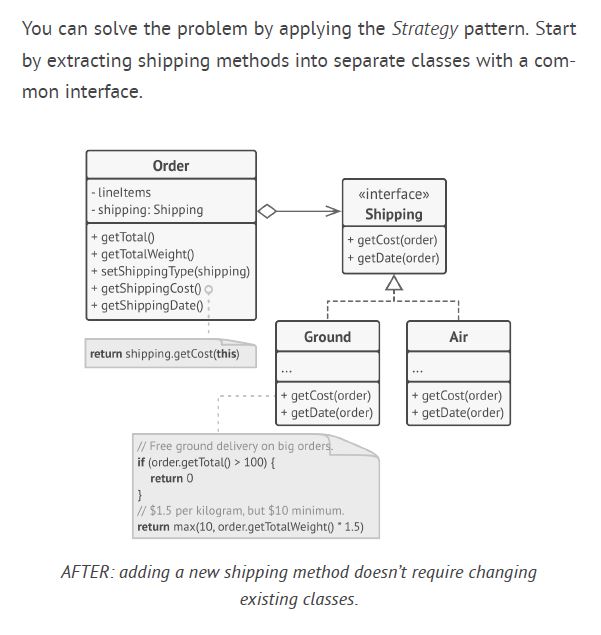 You can solve the problem by applying the Strategy pattern. Start
by extracting shipping methods into separate classes with a com-
mon interface.
Order
- lineItems
- shipping: Shipping
+ getTotal()
+ getTotalWeight()
+ setShippingType(shipping)
+ getShippingCost()
+ getShippingDate()
return shipping.getCost(this)
«interface»
Shipping
+ getCost(order)
+ getDate(order)
Ground
...
+ getCost(order)
+ getDate(order)
Air
...
+ getCost(order)
+ getDate(order)
// Free ground delivery on big orders.
if (order.getTotal() > 100) {
return 0
}
// $1.5 per kilogram, but $10 minimum.
return max(10, order.getTotalWeight() * 1.5)
AFTER: adding a new shipping method doesn’t require changing
existing classes.